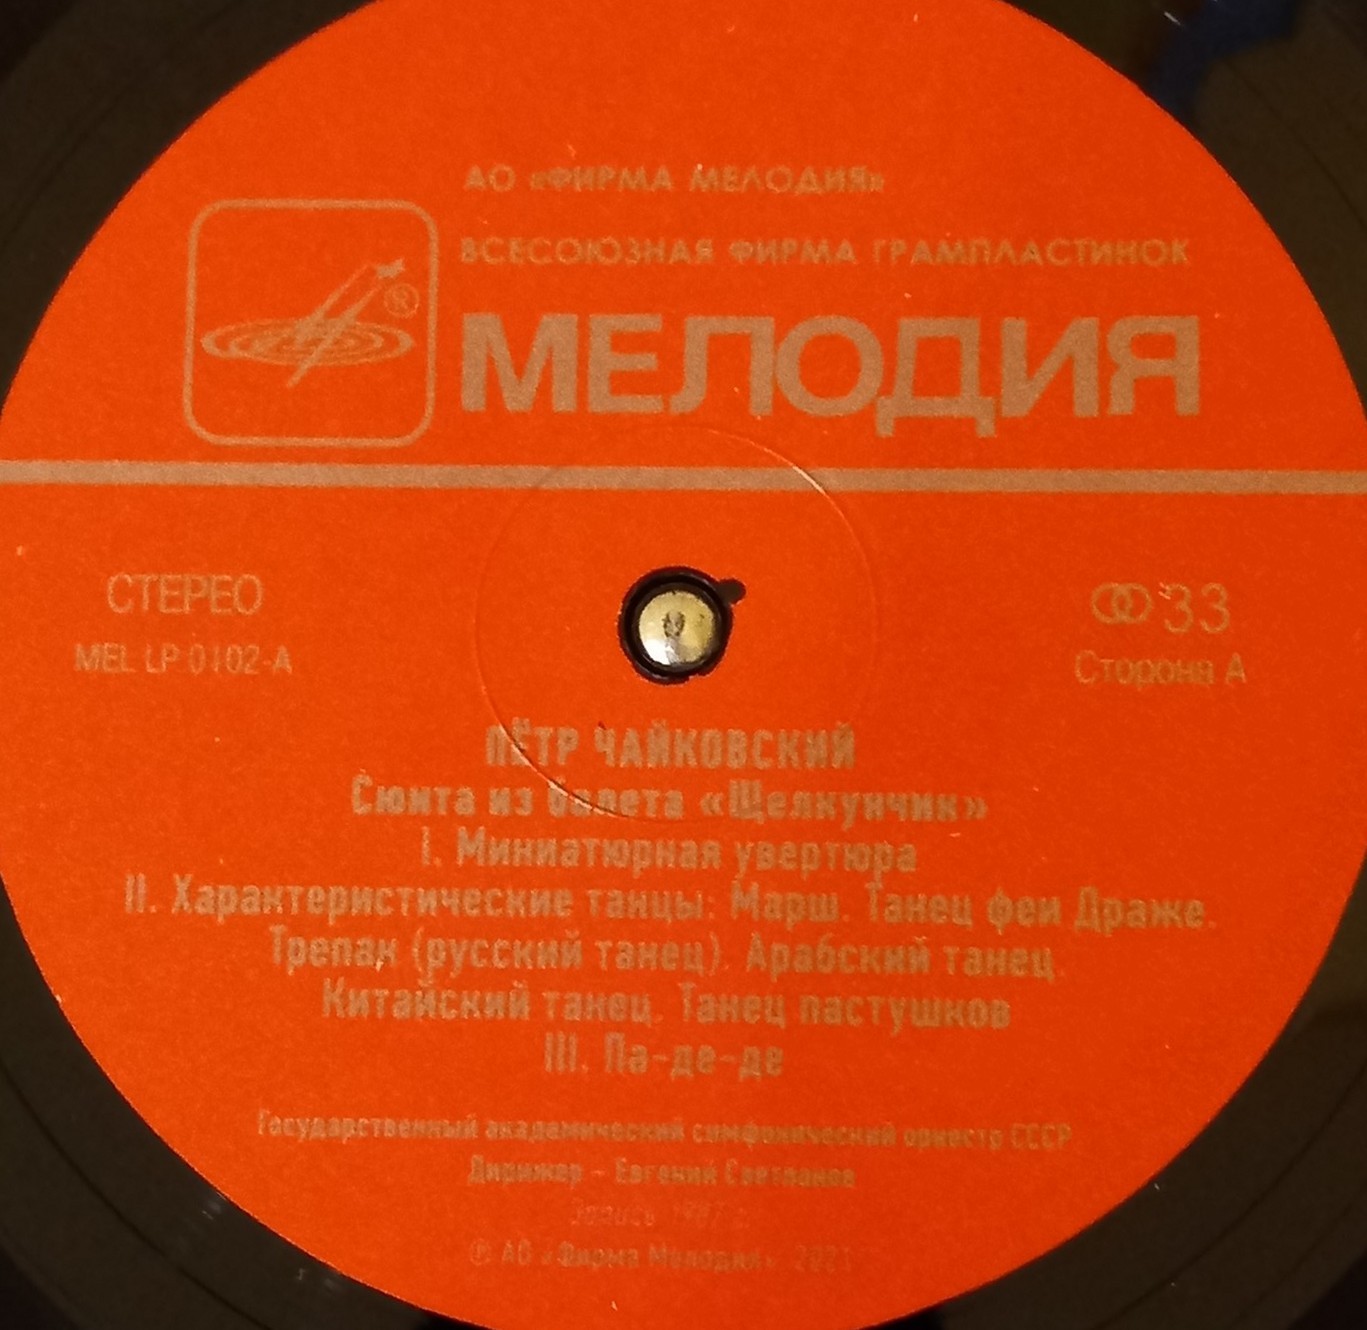 АО «ФИРМА МЕЛОДИЯ»
ВСЕСОЮЗНАЯ ФИРМА ГРАМПЛАСТИНОК
®
МЕЛОДИЯ
СТЕРЕО
33
MEL LP 0102-A
Сторона А
ПЁТР ЧАЙКОВСКИЙ
Сюита из балета «Щелкунчик»
I. Миниатюрная увертюра
II. Характеристические танцы: Марш. Танец феи Драже.
Трепак (русский танец). Арабский танец.
Китайский танец. Танец пастушков
III. Па-де-де
Государственный академический симфонический оркестр СССР
Дирижер – Евгений Светланов
Запись 1987 г.
℗ АО «Фирма Мелодия», 2021